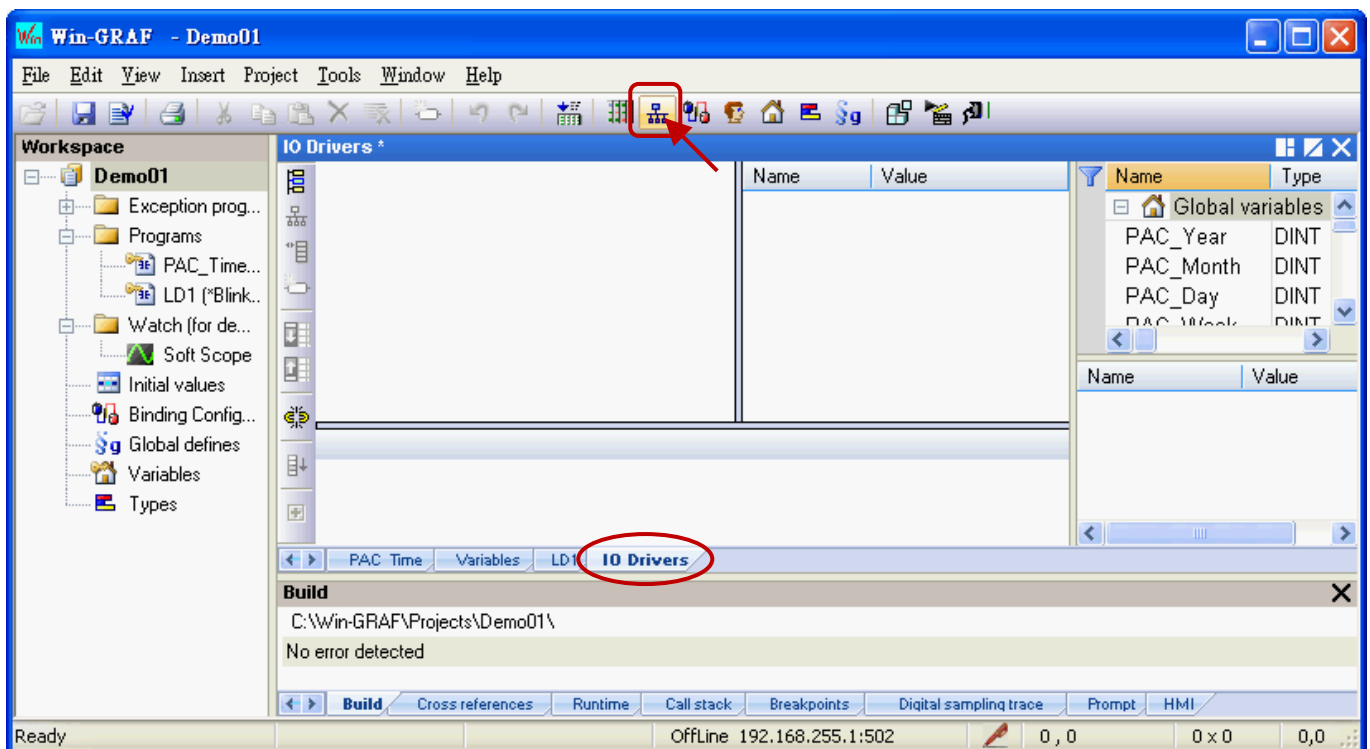 Win-GRAF - Demo01
File Edit View Insert Project Tools Window Help
Workspace
Demo01
Exception prog...
Programs
PAC_Time...
LD1 (*Blink..
Watch (for de...
Soft Scope
Initial values
Binding Config...
Global defines
Variables
Types
IO Drivers *
Name Value
Name Type
Global variables
PAC_Year DINT
PAC_Month DINT
PAC_Day DINT
PAC_Week DINT
Name Value
PAC_Time Variables LD1 IO Drivers
Build
C:\Win-GRAF\Projects\Demo01\
No error detected
Build Cross references Runtime Call stack Breakpoints Digital sampling trace Prompt HMI
Ready OffLine 192.168.255.1:502 0 , 0 0 x 0 0,0